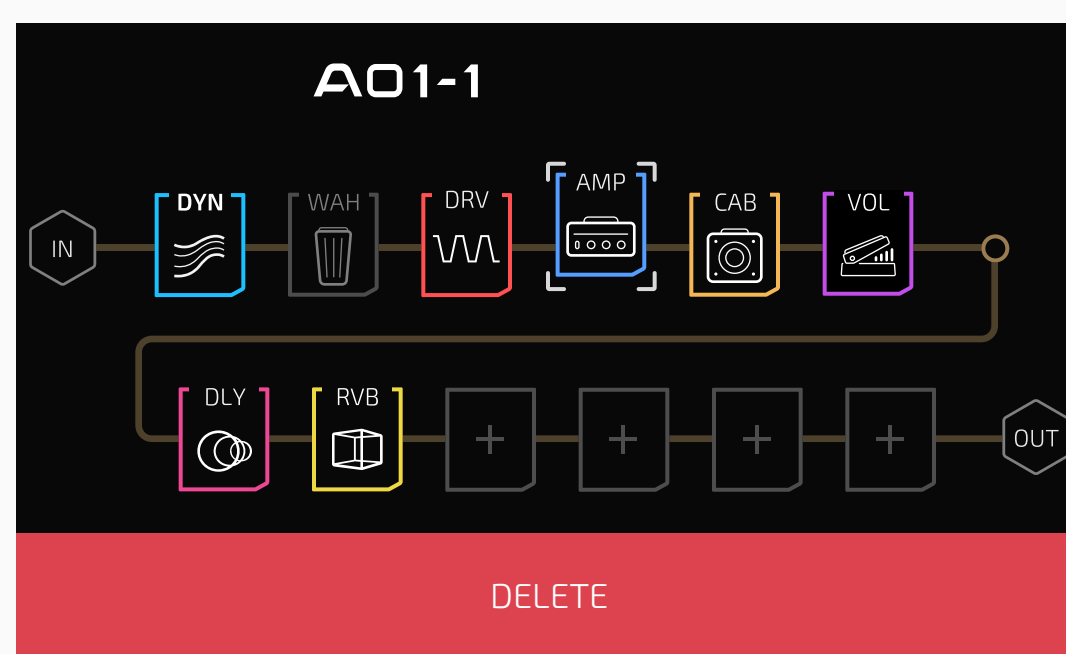 A01-1
IN
DYN
WAH
DRV
AMP
CAB
VOL
DLY
RVB
+
+
+
+
OUT
DELETE